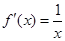 f′(x) = 1/x